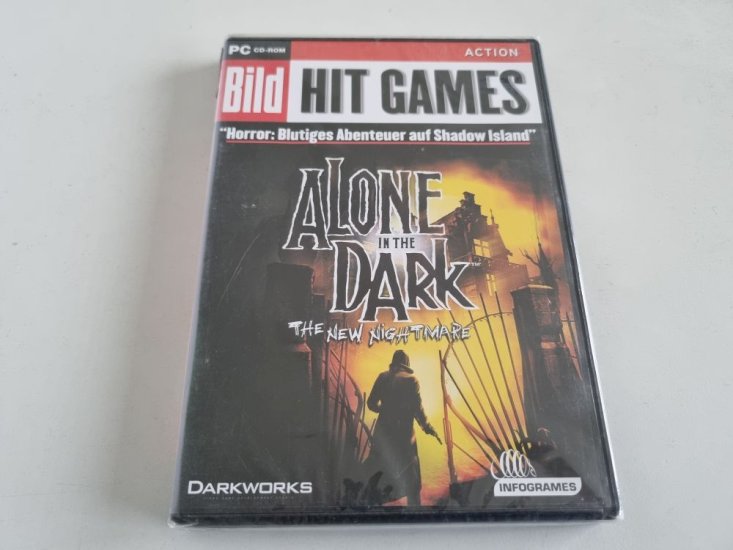 PC CD-ROM
ACTION
Bild HIT GAMES
"Horror: Blutiges Abenteuer auf Shadow Island"
ALONE
IN THE
DARK™
THE NEW NIGHTMARE
DARKWORKS
INFOGRAMES